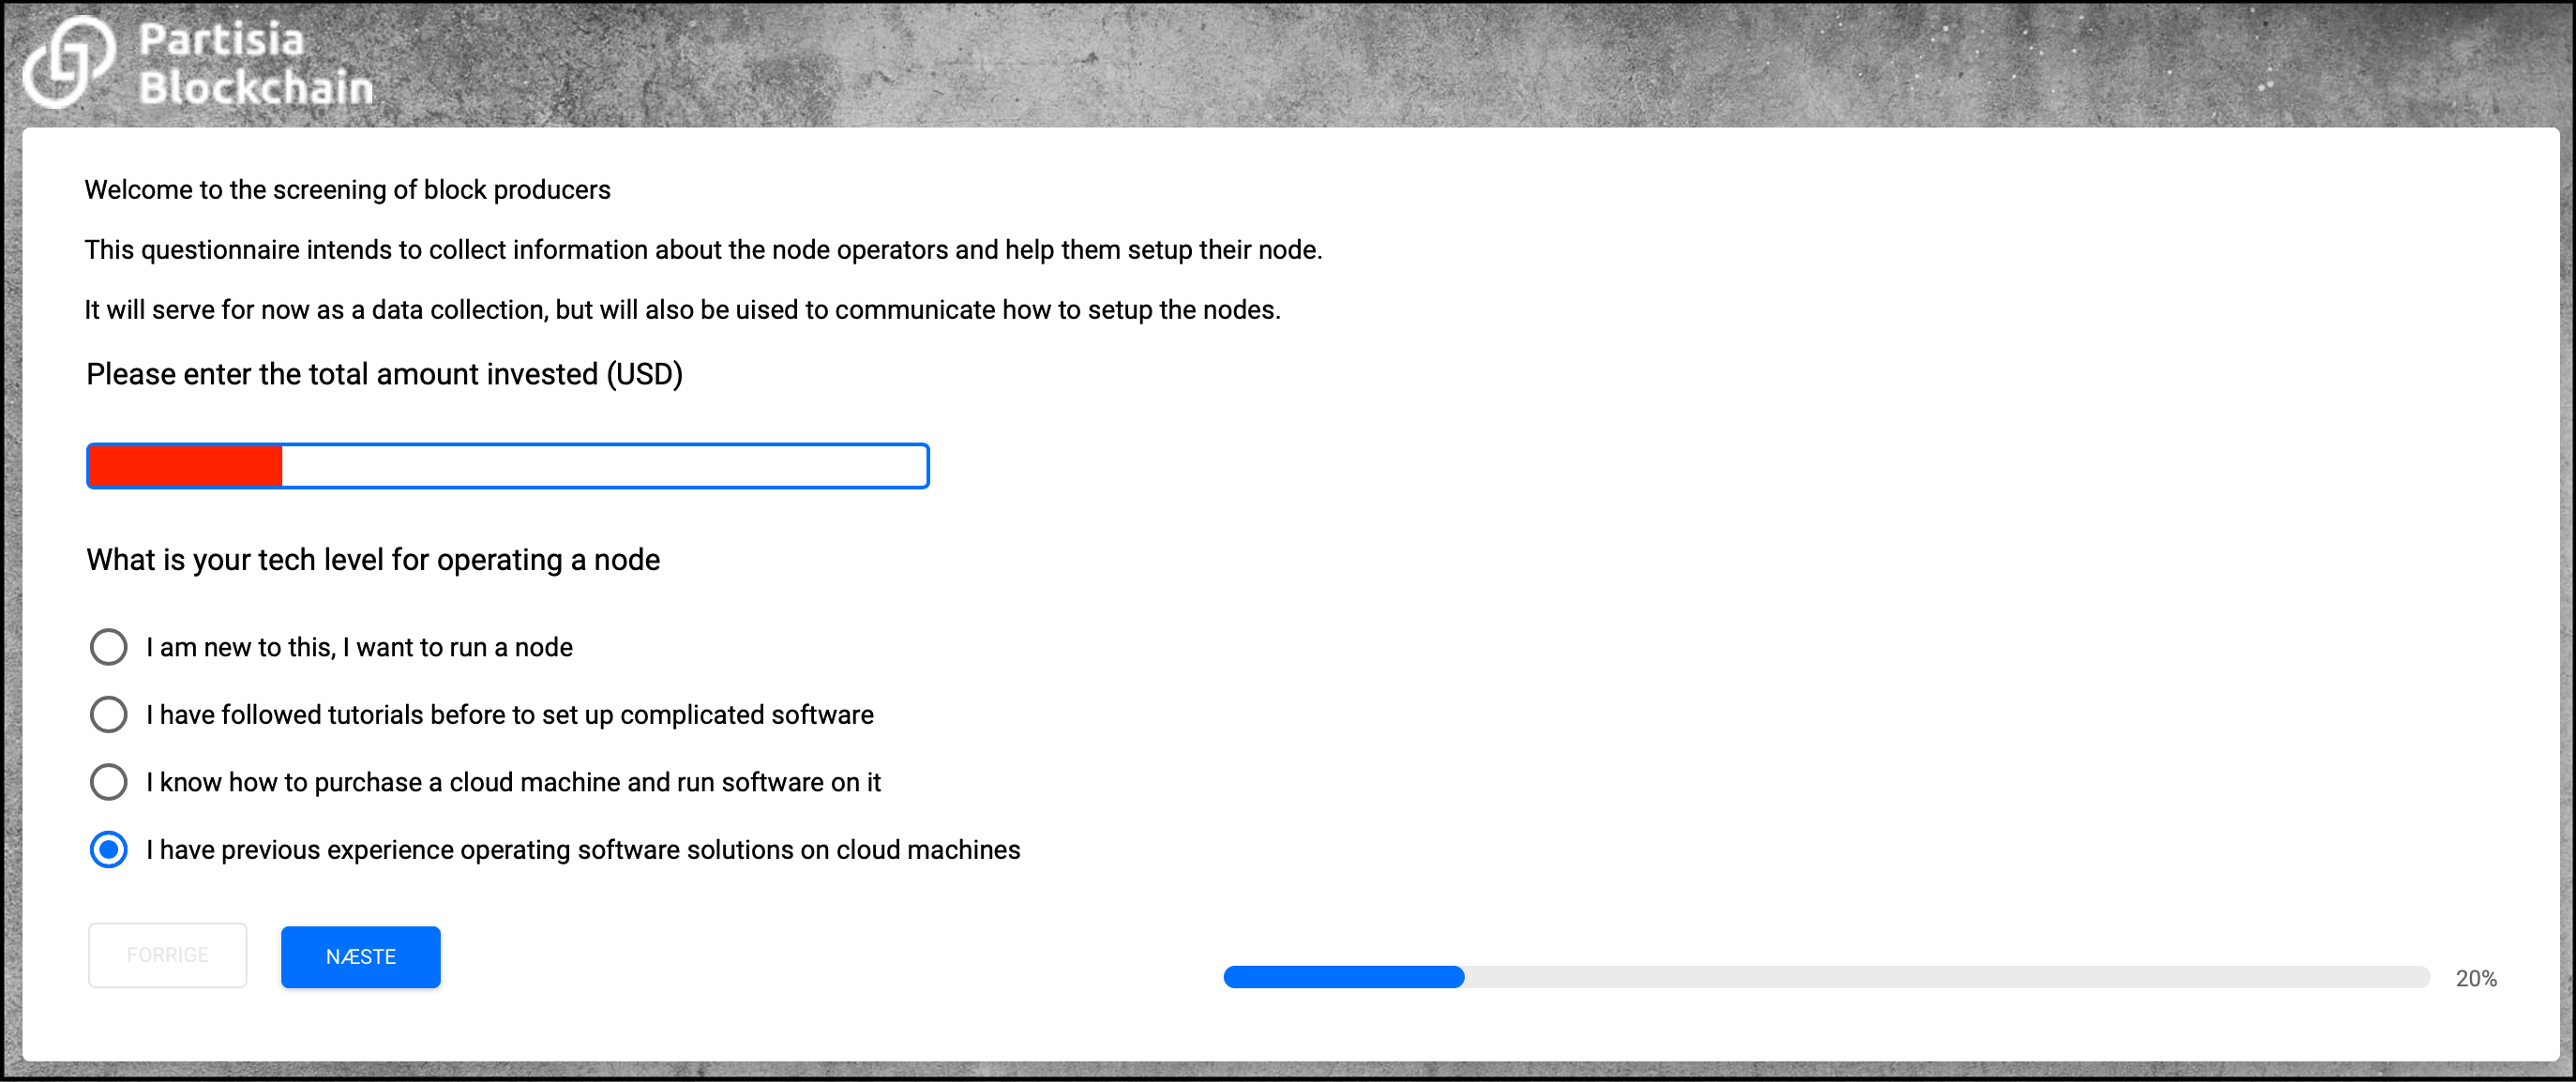 Partisia
Blockchain
Welcome to the screening of block producers
This questionnaire intends to collect information about the node operators and help them setup their node.
It will serve for now as a data collection, but will also be uised to communicate how to setup the nodes.
Please enter the total amount invested (USD)
What is your tech level for operating a node
I am new to this, I want to run a node
I have followed tutorials before to set up complicated software
I know how to purchase a cloud machine and run software on it
I have previous experience operating software solutions on cloud machines
FORRIGE
NÆSTE
20%